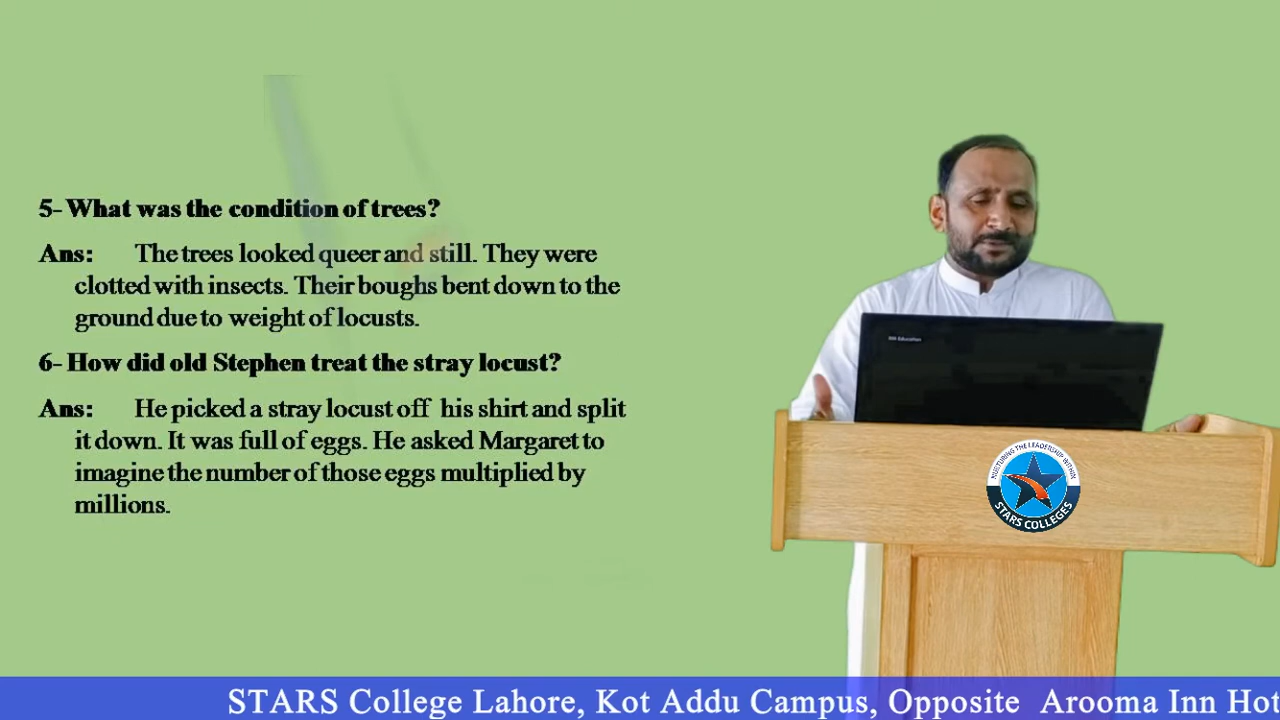 5- What was the condition of trees?
Ans: The trees looked queer and still. They were
clotted with insects. Their boughs bent down to the
ground due to weight of locusts.
6- How did old Stephen treat the stray locust?
Ans: He picked a stray locust off his shirt and split
it down. It was full of eggs. He asked Margaret to
imagine the number of those eggs multiplied by
millions.
NURTURING THE LEADERSHIP WITHIN
STARS COLLEGES
STARS College Lahore, Kot Addu Campus, Opposite Arooma Inn Hot